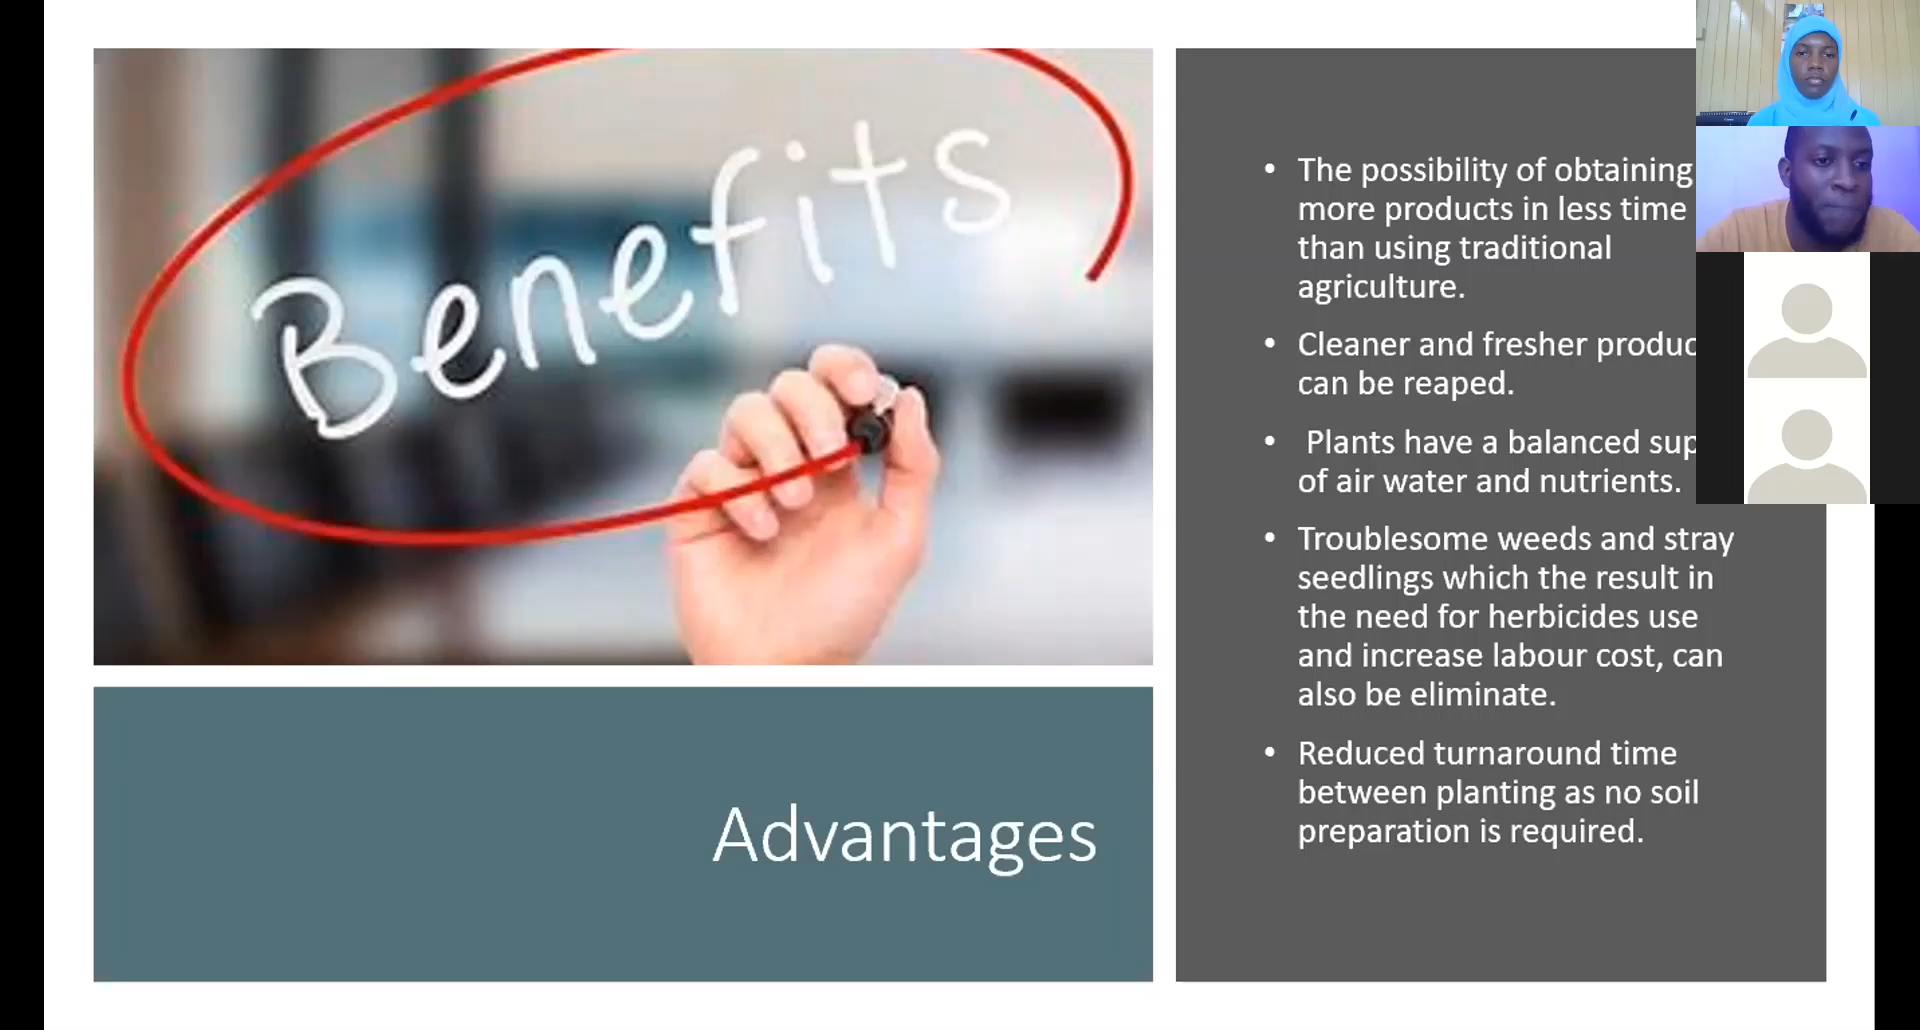 Benefits
Advantages
• The possibility of obtaining
more products in less time
than using traditional
agriculture.
• Cleaner and fresher
can be reaped.
• Plants have a balanced
of air water and nutrients.
• Troublesome weeds and stray
seedlings which the result in
the need for herbicides use
and increase labour cost, can
also be eliminate.
• Reduced turnaround time
between planting as no soil
preparation is required.